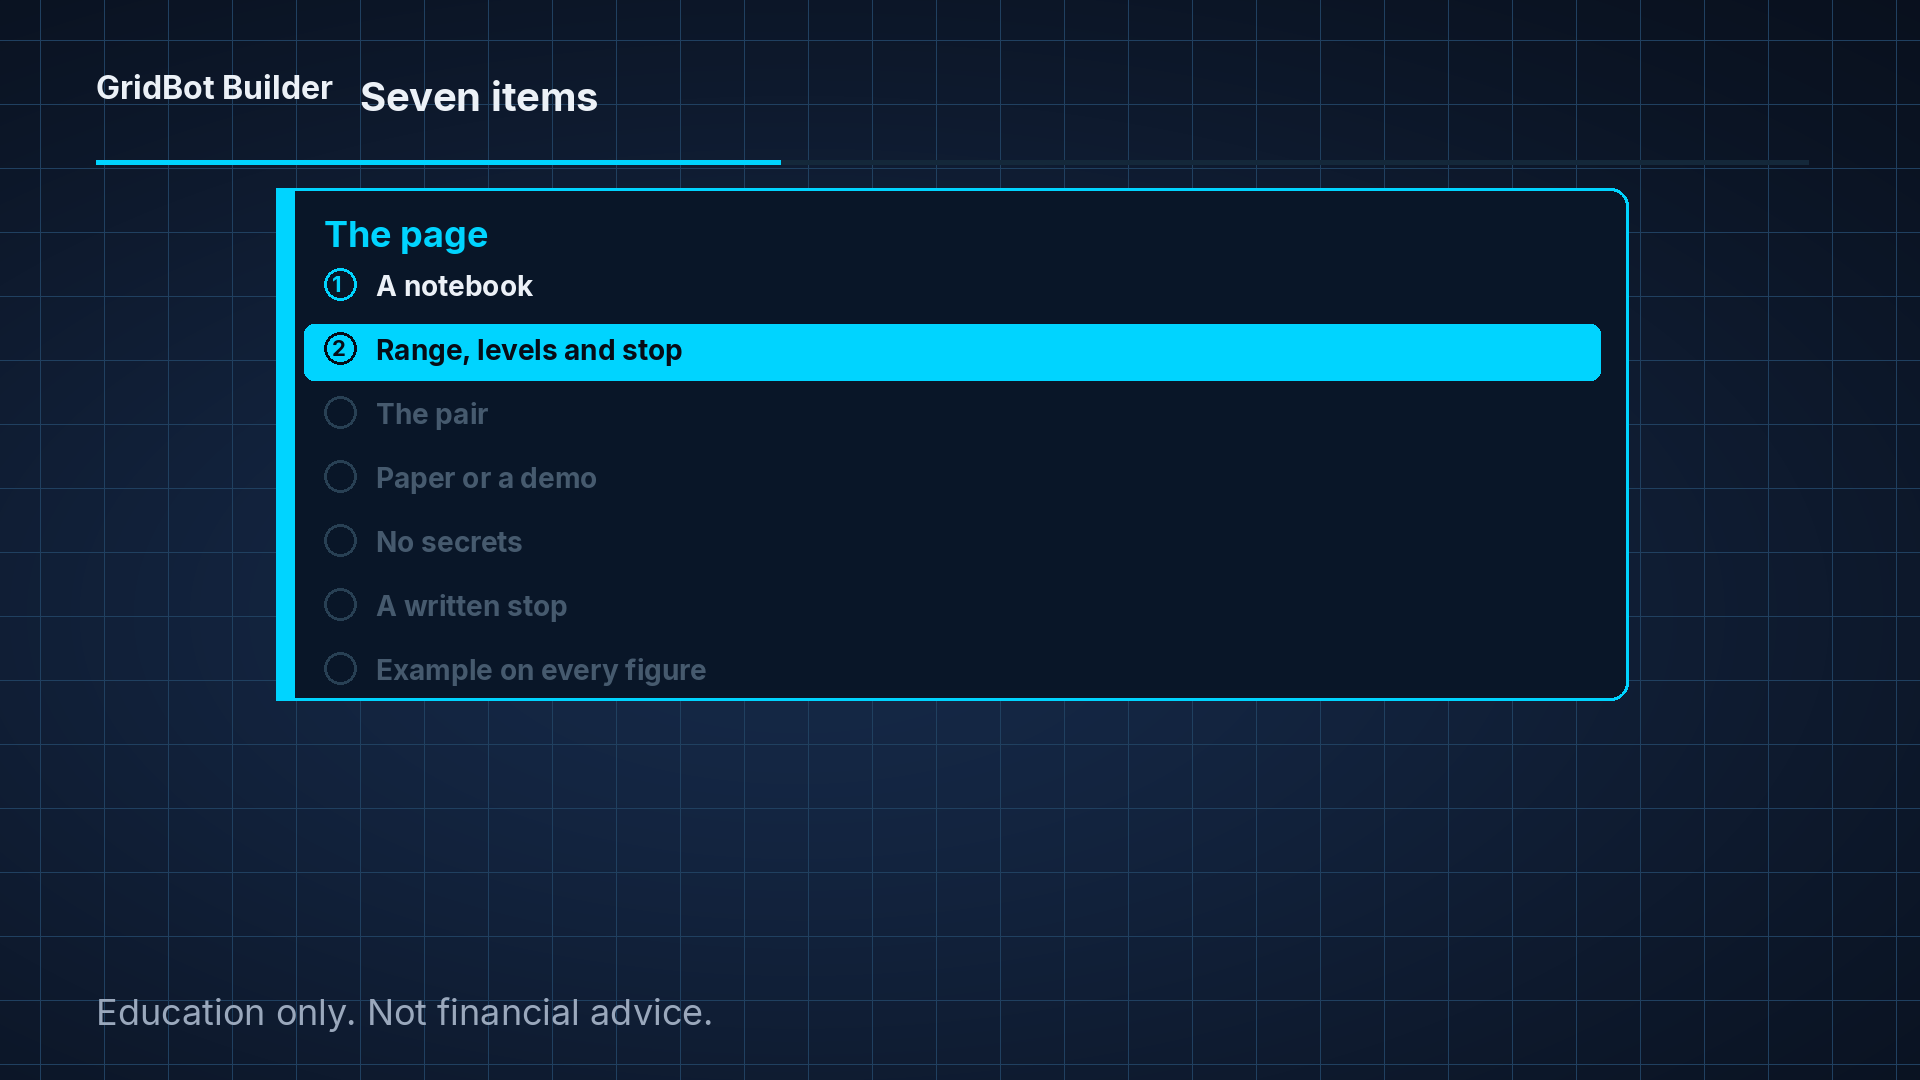 GridBot Builder
Seven items
The page
1 A notebook
2 Range, levels and stop
The pair
Paper or a demo
No secrets
A written stop
Example on every figure
Education only. Not financial advice.